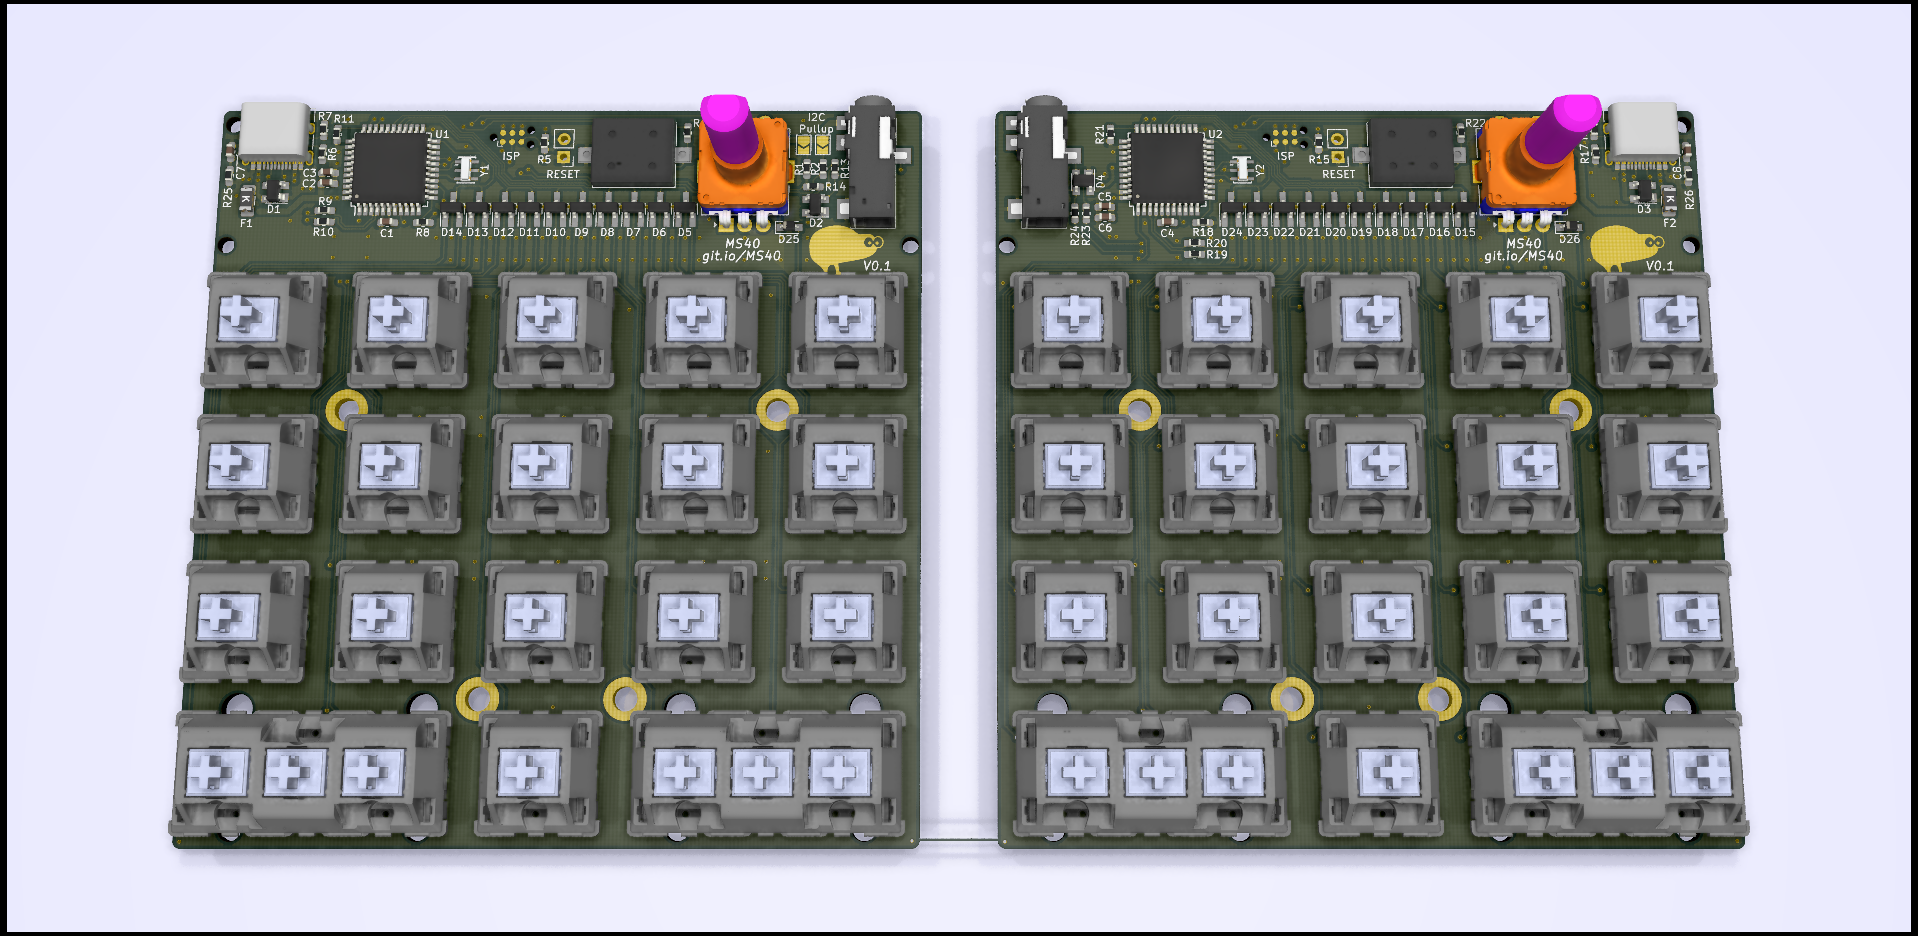 R7
R11
R6
C7
C3
C2
R25
D1
F1
R9
R10
U1
C1
R8
Y1
ISP
R5
RESET
D14 D13 D12 D11 D10 D9 D8 D7 D6 D5
I2C
Pullup
R1
R2
R13
R14
D2
D25
MS40
git.io/MS40
V0.1
R21
D4
C5
C6
R24
R23
U2
C4
R18
R20
R19
Y2
ISP
R15
RESET
R22
D24 D23 D22 D21 D20 D19 D18 D17 D16 D15
R17
C8
D3
F2
R26
D26
MS40
git.io/MS40
V0.1